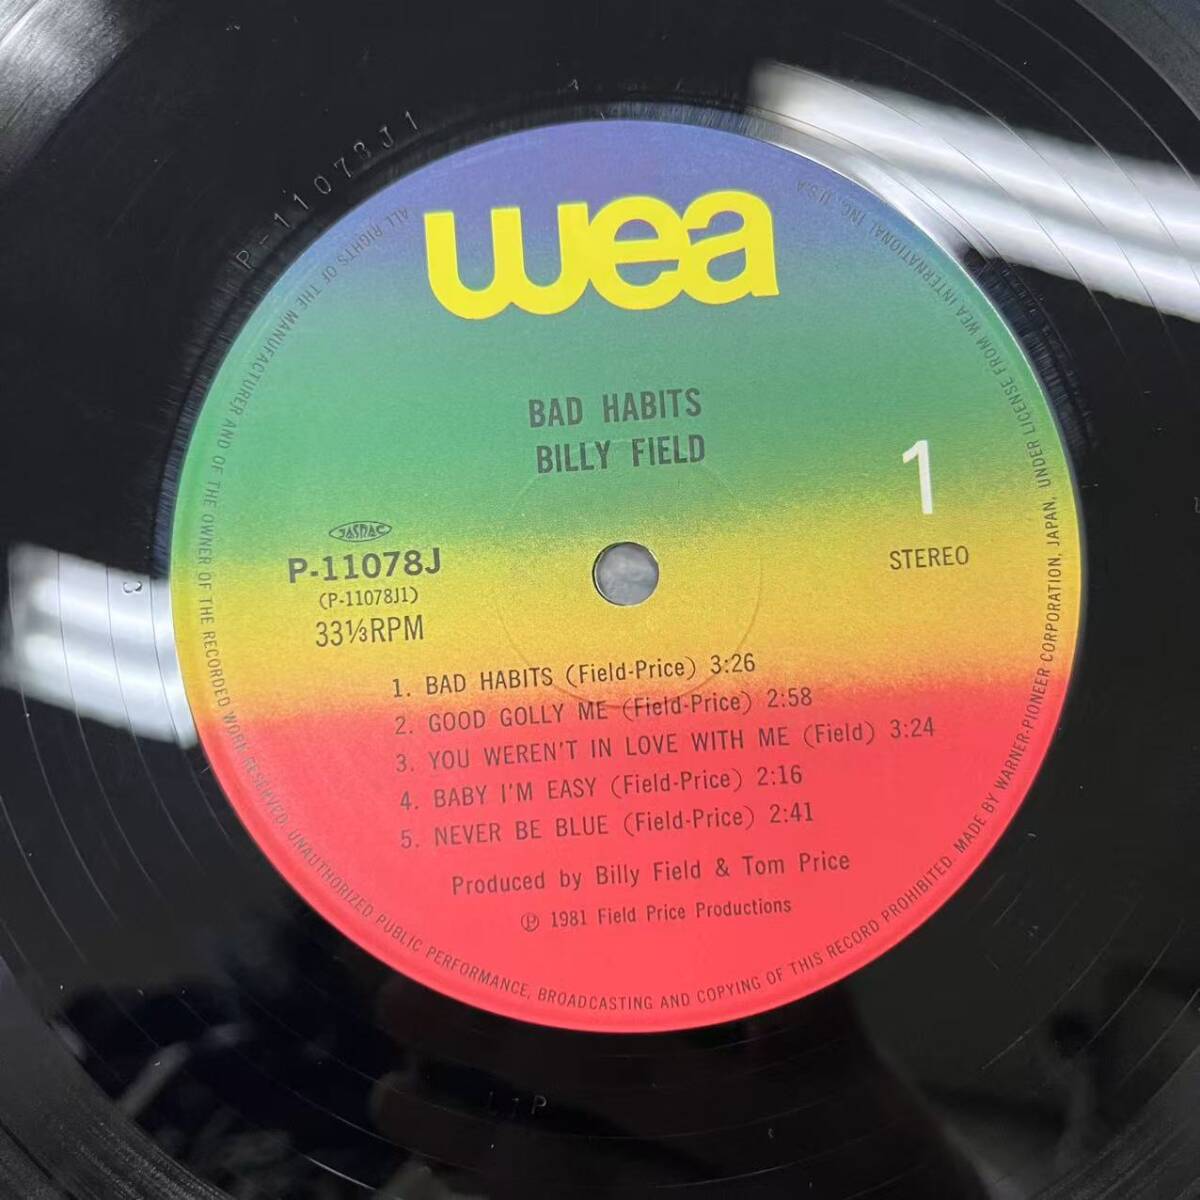 wea
BAD HABITS
BILLY FIELD
1
JASRAC
P-11078J
(P-11078J1)
33⅓RPM
STEREO
1. BAD HABITS (Field-Price) 3:26
2. GOOD GOLLY ME (Field-Price) 2:58
3. YOU WEREN'T IN LOVE WITH ME (Field) 3:24
4. BABY I'M EASY (Field-Price) 2:16
5. NEVER BE BLUE (Field-Price) 2:41
Produced by Billy Field & Tom Price
Ⓟ 1981 Field Price Productions
ALL RIGHTS OF THE MANUFACTURER AND OF THE OWNER OF THE RECORDED WORK RESERVED. UNAUTHORIZED PUBLIC PERFORMANCE, BROADCASTING AND COPYING OF THIS RECORD PROHIBITED. MADE BY WARNER-PIONEER CORPORATION, JAPAN, UNDER LICENSE FROM WEA INTERNATIONAL INC., U.S.A
P-11078J1